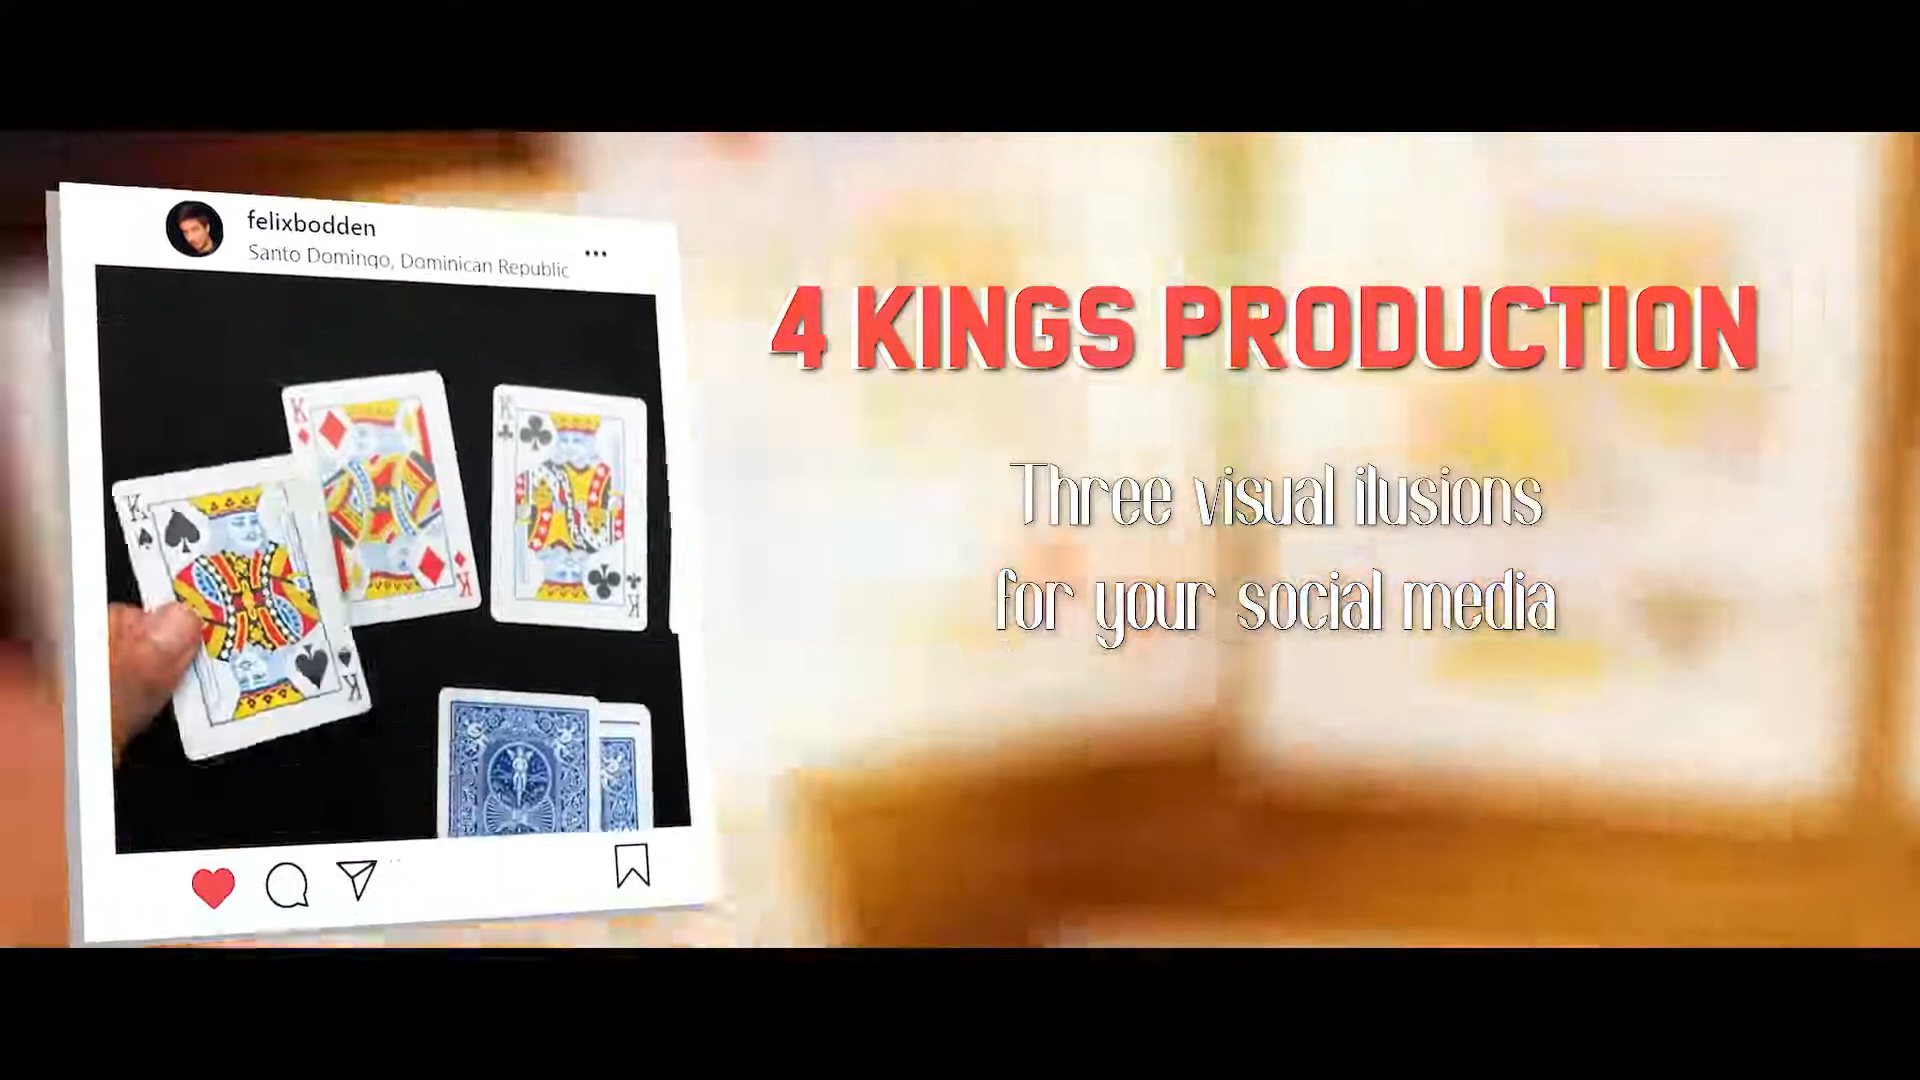 felixbodden
Santo Domingo, Dominican Republic
4 KINGS PRODUCTION
Three visual ilusions
for your social media
K
K
K
K
K
K